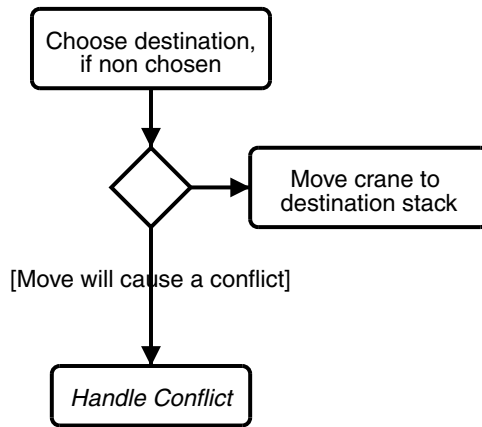 Choose destination,
if non chosen
Move crane to
destination stack
[Move will cause a conflict]
Handle Conflict